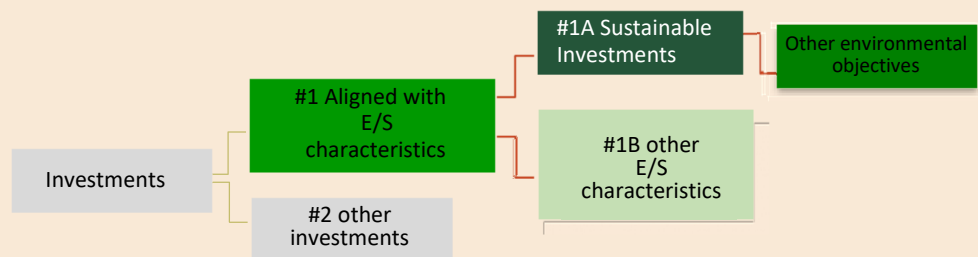 #1A Sustainable
Investments
Other environmental
objectives
#1 Aligned with
E/S
characteristics
#1B other
E/S
characteristics
Investments
#2 other
investments